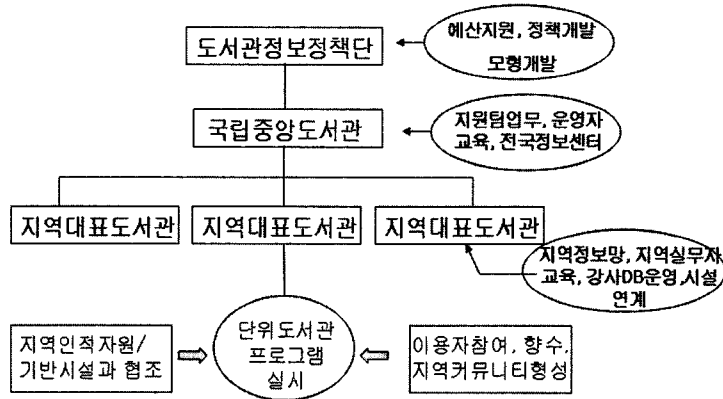 도서관정보정책단
예산지원, 정책개발
모형개발
국립중앙도서관
지원팀업무, 운영자
교육, 전국정보센터
지역대표도서관
지역대표도서관
지역대표도서관
지역정보망, 지역실무자
교육, 강사DB운영,시설
연계
단위도서관
프로그램
실시
지역인적자원/
기반시설과 협조
이용자참여, 향수,
지역커뮤니티형성